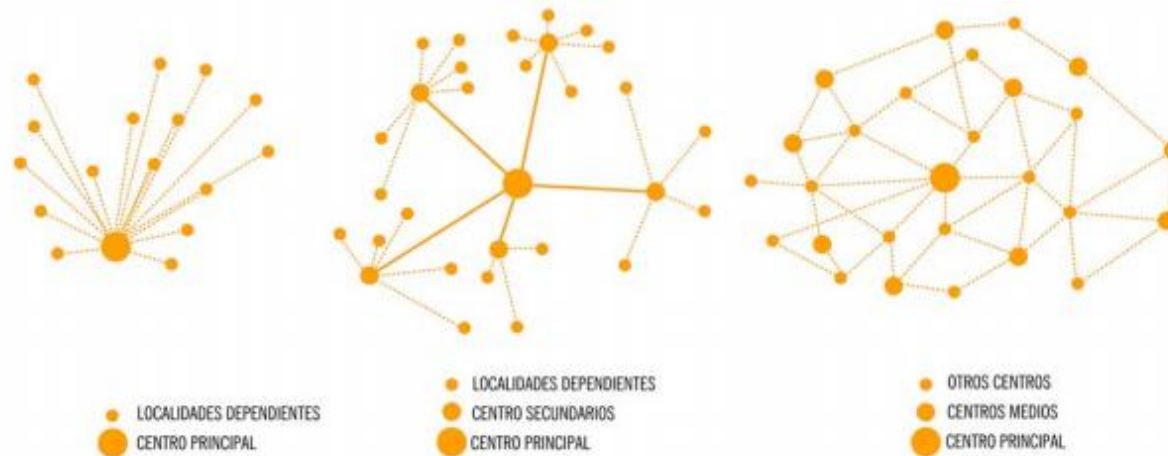 LOCALIDADES DEPENDIENTES
CENTRO PRINCIPAL
LOCALIDADES DEPENDIENTES
CENTRO SECUNDARIOS
CENTRO PRINCIPAL
OTROS CENTROS
CENTROS MEDIOS
CENTRO PRINCIPAL